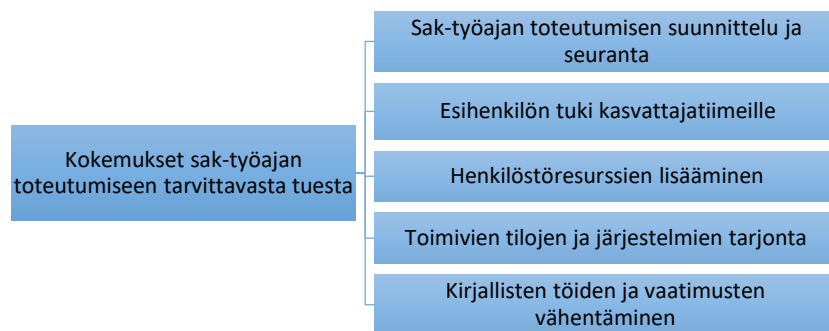 Kokemukset sak-työajan
toteutumiseen tarvittavasta tuesta
Sak-työajan toteutumisen suunnittelu ja
seuranta
Esihenkilön tuki kasvattajatiimeille
Henkilöstöresurssien lisääminen
Toimivien tilojen ja järjestelmien tarjonta
Kirjallisten töiden ja vaatimusten
vähentäminen